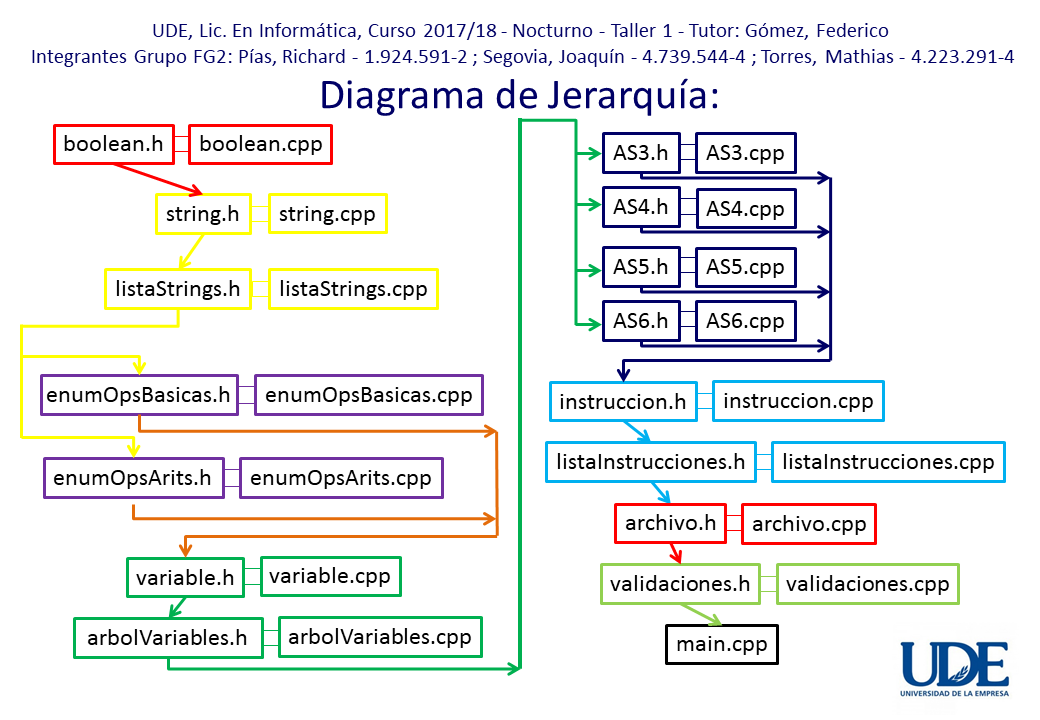 UDE, Lic. En Informática, Curso 2017/18 - Nocturno - Taller 1 - Tutor: Gómez, Federico
Integrantes Grupo FG2: Pías, Richard - 1.924.591-2 ; Segovia, Joaquín - 4.739.544-4 ; Torres, Mathias - 4.223.291-4
Diagrama de Jerarquía:
boolean.h
boolean.cpp
string.h
string.cpp
listaStrings.h
listaStrings.cpp
enumOpsBasicas.h
enumOpsBasicas.cpp
enumOpsArits.h
enumOpsArits.cpp
variable.h
variable.cpp
arbolVariables.h
arbolVariables.cpp
AS3.h
AS3.cpp
AS4.h
AS4.cpp
AS5.h
AS5.cpp
AS6.h
AS6.cpp
instruccion.h
instruccion.cpp
listaInstrucciones.h
listaInstrucciones.cpp
archivo.h
archivo.cpp
validaciones.h
validaciones.cpp
main.cpp
UDE
UNIVERSIDAD DE LA EMPRESA